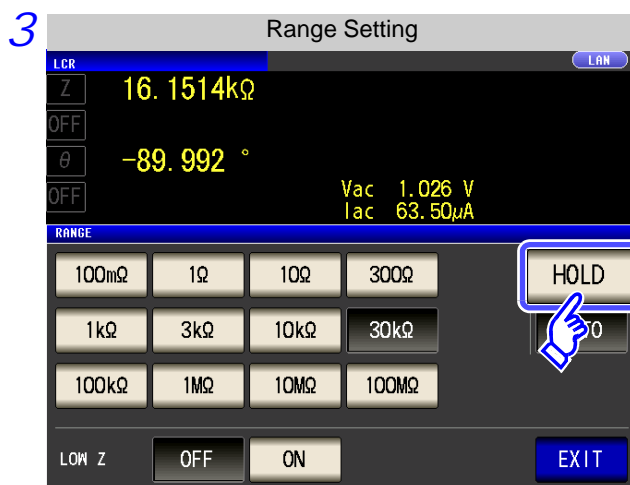 3 Range Setting
LCR LAN
Z 16.1514kΩ
OFF
θ -89.992 °
OFF
Vac 1.026 V
Iac 63.50μA
RANGE
100mΩ 1Ω 10Ω 300Ω HOLD
1kΩ 3kΩ 10kΩ 30kΩ
100kΩ 1MΩ 10MΩ 100MΩ
LOW Z OFF ON EXIT